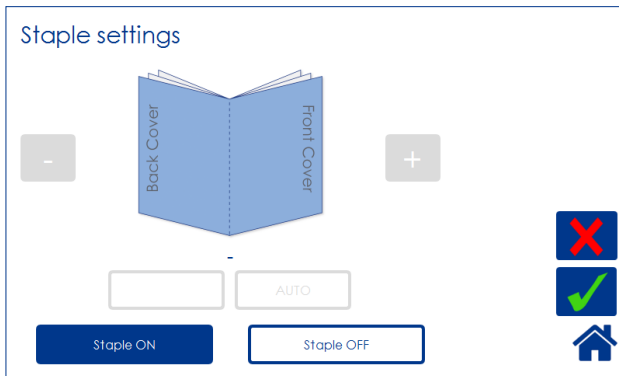 Staple settings
Back Cover
Front Cover
-
+
-
AUTO
Staple ON
Staple OFF